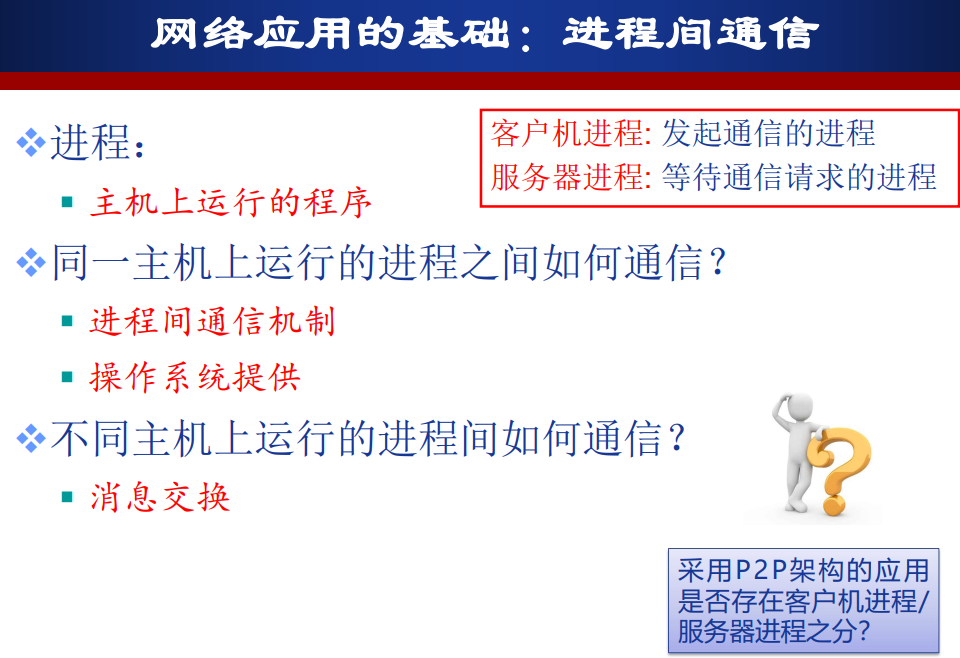 网络应用的基础：进程间通信
客户机进程: 发起通信的进程
服务器进程: 等待通信请求的进程
进程：
主机上运行的程序
同一主机上运行的进程之间如何通信？
进程间通信机制
操作系统提供
不同主机上运行的进程间如何通信？
消息交换
采用P2P架构的应用
是否存在客户机进程/
服务器进程之分？